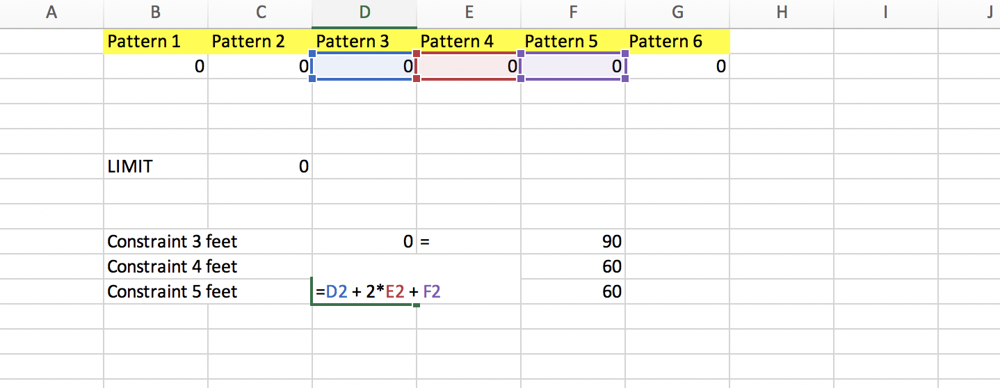 A B C D E F G H I J
Pattern 1 Pattern 2 Pattern 3 Pattern 4 Pattern 5 Pattern 6
0 0 0 0 0 0
LIMIT 0
Constraint 3 feet 0 = 90
Constraint 4 feet 60
Constraint 5 feet =D2 + 2*E2 + F2 60